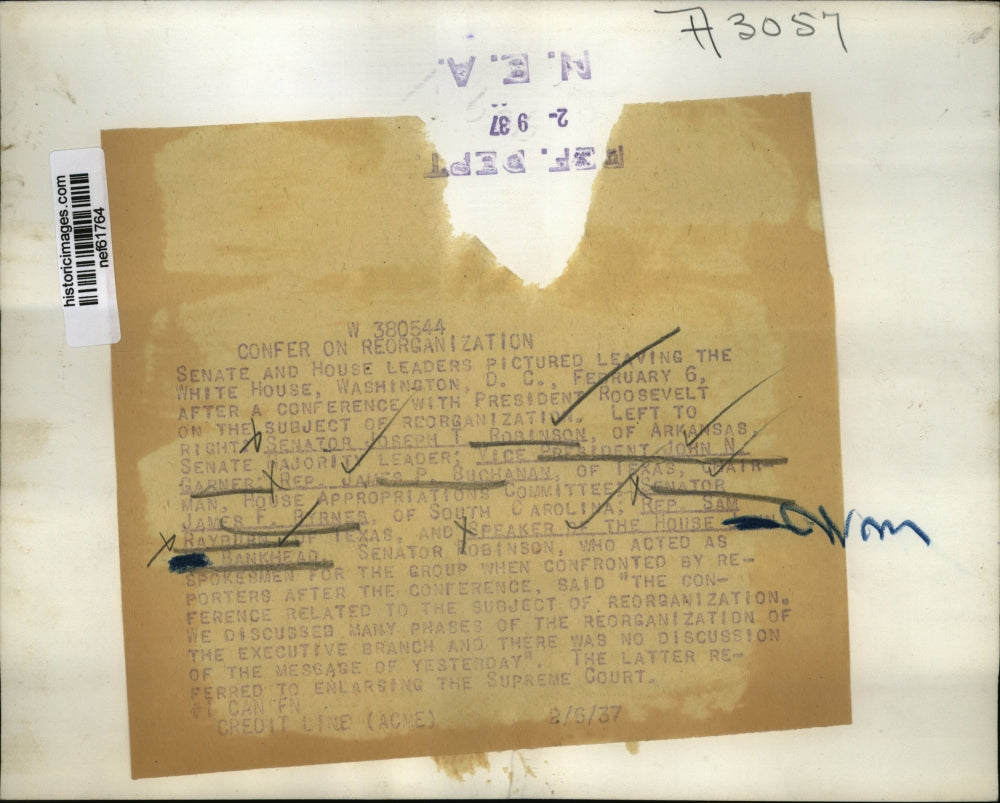 A 3057
N.E.A.
2-9 37
REF. DEPT.
historicimages.com
nef61764
W 380544
CONFER ON REORGANIZATION
SENATE AND HOUSE LEADERS PICTURED LEAVING THE
WHITE HOUSE, WASHINGTON, D. C., FEBRUARY 6,
AFTER A CONFERENCE WITH PRESIDENT ROOSEVELT
ON THE SUBJECT OF REORGANIZATION. LEFT TO
RIGHT, SENATOR JOSEPH T. ROBINSON, OF ARKANSAS,
SENATE MAJORITY LEADER; VICE PRESIDENT JOHN N.
GARNER; REP. JAMES P. BUCHANAN, OF TEXAS, CHAIR-
MAN, HOUSE APPROPRIATIONS COMMITTEE; SENATOR
JAMES F. BYRNES, OF SOUTH CAROLINA; REP. SAM
RAYBURN OF TEXAS, AND SPEAKER OF THE HOUSE
Wm
BANKHEAD. SENATOR ROBINSON, WHO ACTED AS
SPOKESMEN FOR THE GROUP WHEN CONFRONTED BY RE-
PORTERS AFTER THE CONFERENCE, SAID "THE CON-
FERENCE RELATED TO THE SUBJECT OF REORGANIZATION.
WE DISCUSSED MANY PHASES OF THE REORGANIZATION OF
THE EXECUTIVE BRANCH AND THERE WAS NO DISCUSSION
OF THE MESSAGE OF YESTERDAY". THE LATTER RE-
FERRED TO ENLARGING THE SUPREME COURT.
#1 CAN FN
CREDIT LINE (ACME) 2/6/37